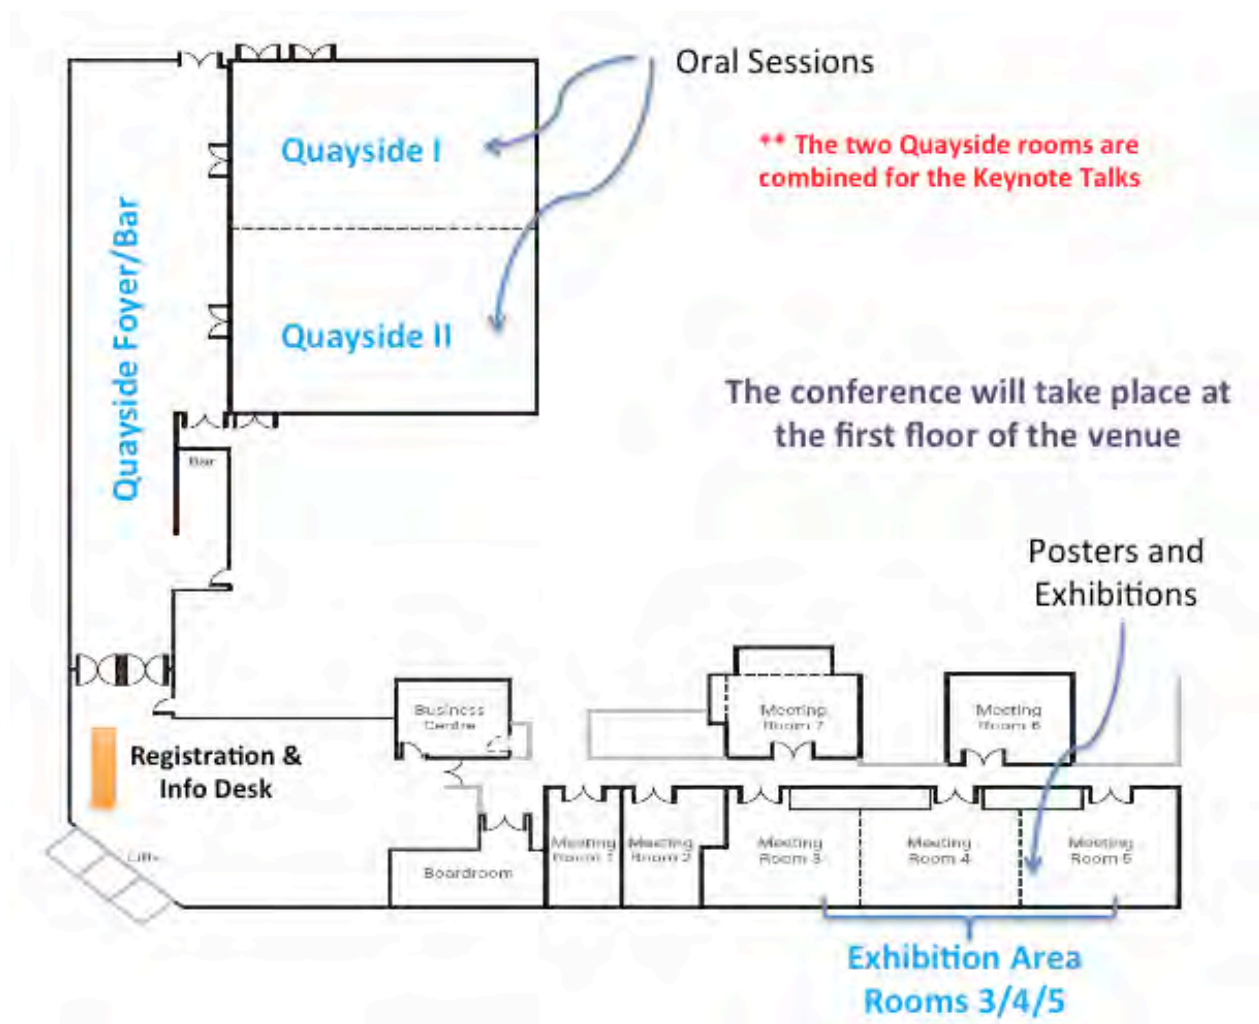 Oral Sessions
** The two Quayside rooms are
combined for the Keynote Talks
Quayside I
Quayside II
Quayside Foyer/Bar
The conference will take place at
the first floor of the venue
Bar
Posters and
Exhibitions
Business
Centre
Meeting
Room 7
Meeting
Room 6
Registration &
Info Desk
Lifts
Boardroom
Meeting
Room 1
Meeting
Room 2
Meeting
Room 3
Meeting
Room 4
Meeting
Room 5
Exhibition Area
Rooms 3/4/5